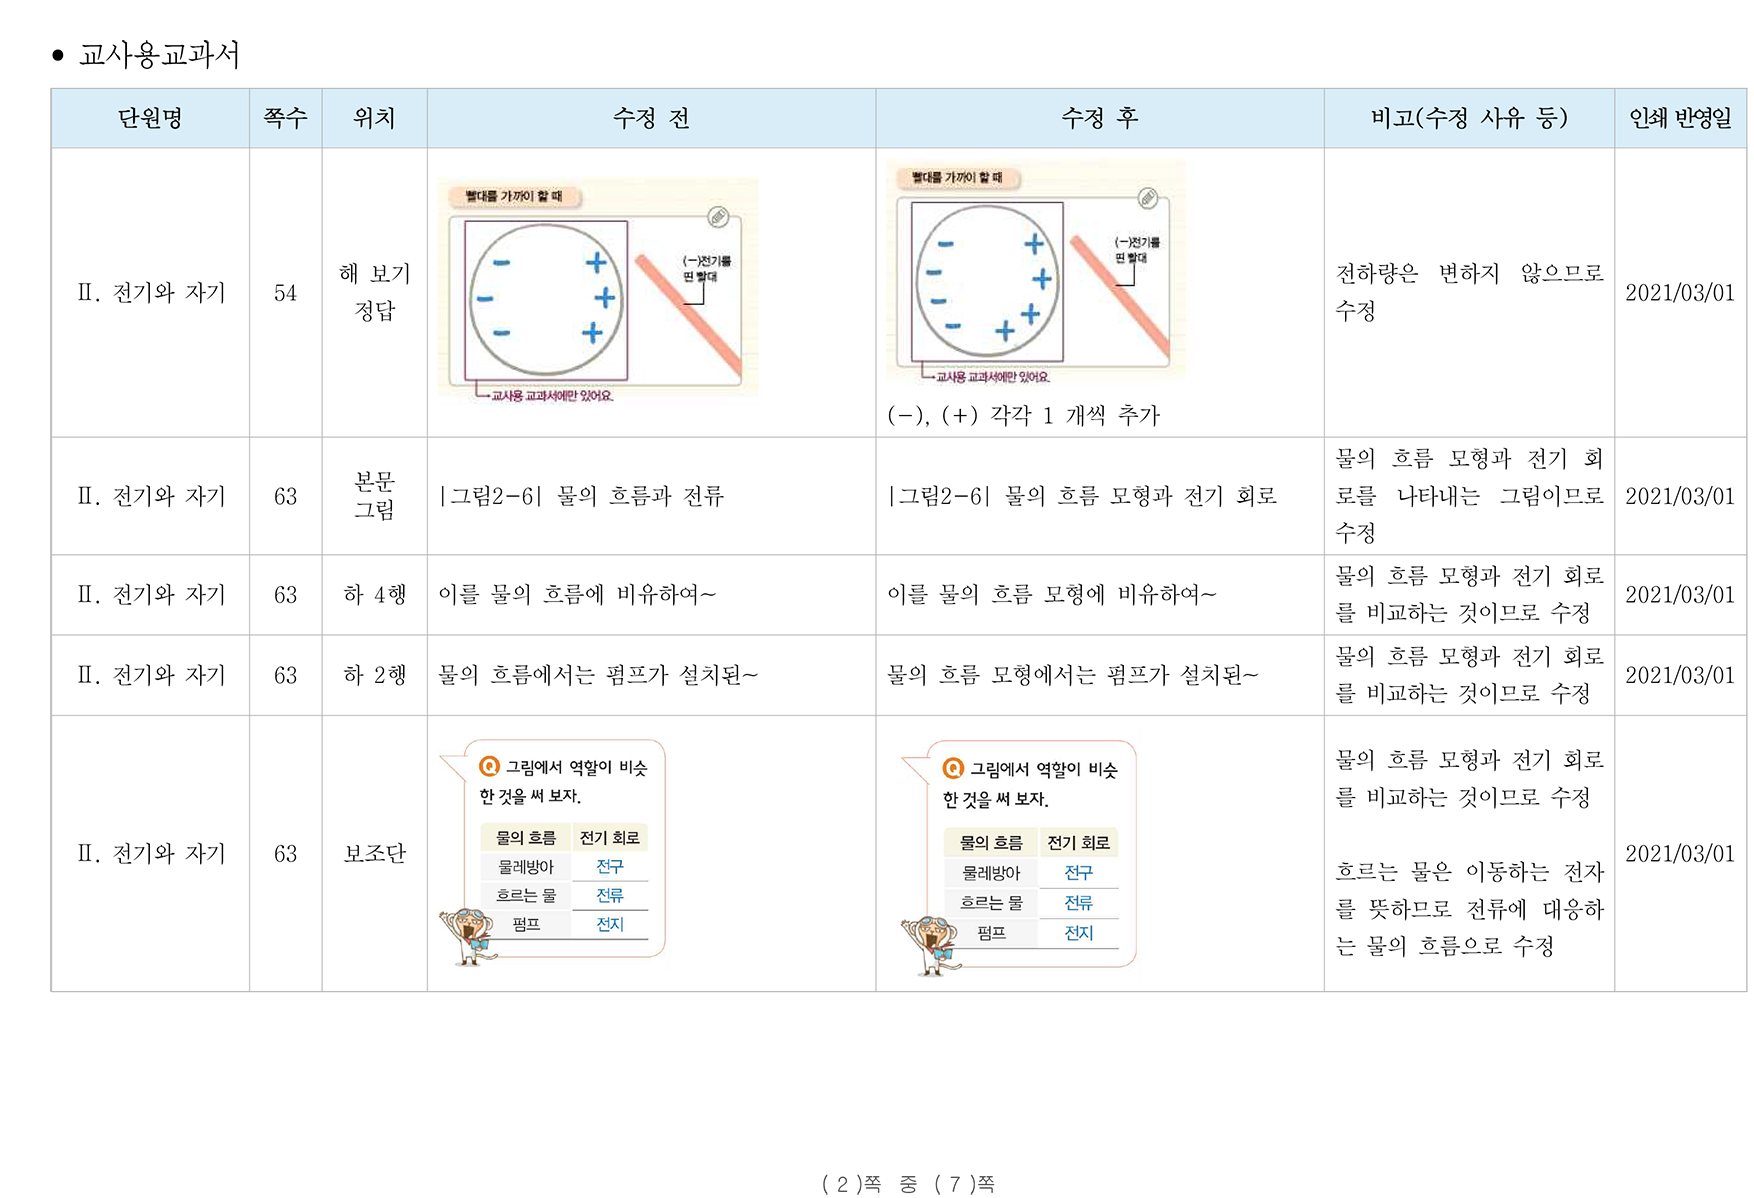 • 교사용교과서
단원명 쪽수 위치 수정 전 수정 후 비고(수정 사유 등) 인쇄 반영일
Ⅱ. 전기와 자기
54
해 보기
정답
빨대를 가까이 할 때
(−)전기를
띤 빨대
교사용 교과서에만 있어요.
빨대를 가까이 할 때
(−)전기를
띤 빨대
교사용 교과서에만 있어요.
(−), (+) 각각 1 개씩 추가
전하량은 변하지 않으므로
수정
2021/03/01
Ⅱ. 전기와 자기
63
본문
그림
|그림2-6| 물의 흐름과 전류
|그림2-6| 물의 흐름 모형과 전기 회로
물의 흐름 모형과 전기 회
로를 나타내는 그림이므로
수정
2021/03/01
Ⅱ. 전기와 자기
63
하 4행
이를 물의 흐름에 비유하여~
이를 물의 흐름 모형에 비유하여~
물의 흐름 모형과 전기 회로
를 비교하는 것이므로 수정
2021/03/01
Ⅱ. 전기와 자기
63
하 2행
물의 흐름에서는 펌프가 설치된~
물의 흐름 모형에서는 펌프가 설치된~
물의 흐름 모형과 전기 회로
를 비교하는 것이므로 수정
2021/03/01
Ⅱ. 전기와 자기
63
보조단
Q 그림에서 역할이 비슷
한 것을 써 보자.
물의 흐름 전기 회로
물레방아 전구
흐르는 물 전류
펌프 전지
Q 그림에서 역할이 비슷
한 것을 써 보자.
물의 흐름 전기 회로
물레방아 전구
흐르는 물 전류
펌프 전지
물의 흐름 모형과 전기 회로
를 비교하는 것이므로 수정
흐르는 물은 이동하는 전자
를 뜻하므로 전류에 대응하
는 물의 흐름으로 수정
2021/03/01
( 2 )쪽 중 ( 7 )쪽